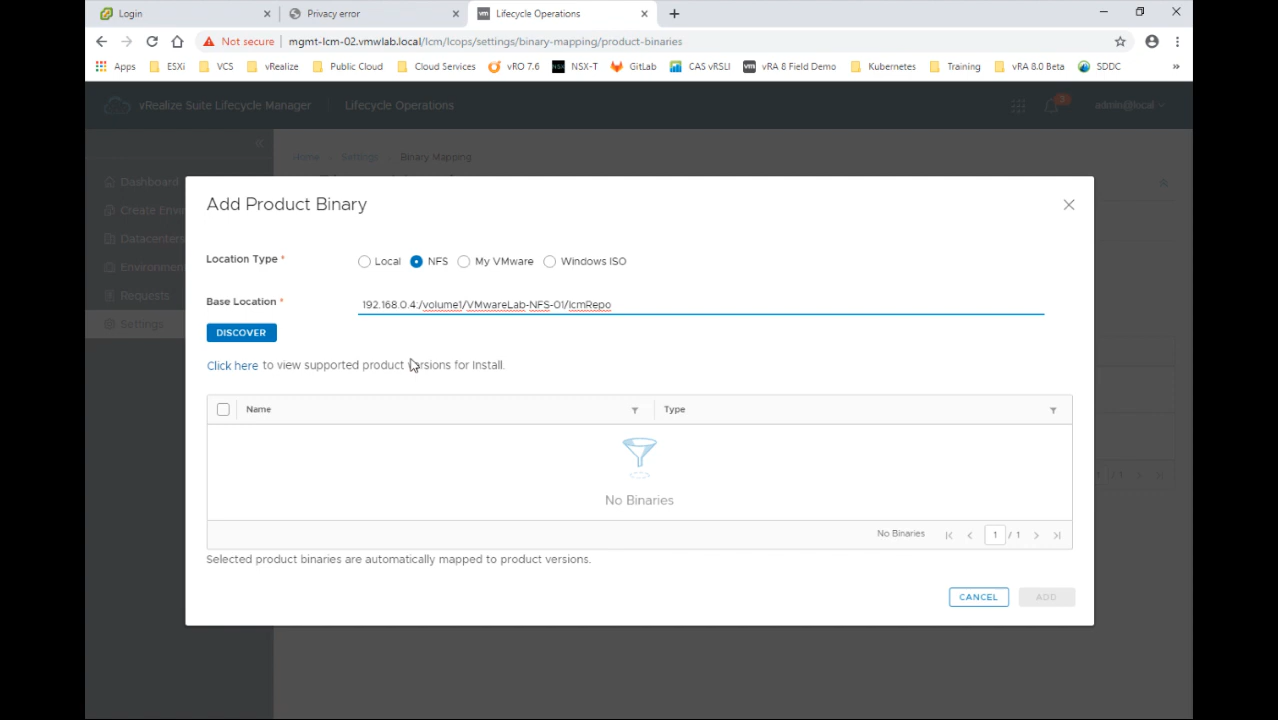 Login
Privacy error
Lifecycle Operations
Not secure
mgmt-lcm-02.vmwlab.local/lcm/lcops/settings/binary-mapping/product-binaries
Apps ESXi VCS vRealize Public Cloud Cloud Services vRO 7.6 NSX-T GitLab CAS vRSLI vRA 8 Field Demo Kubernetes Training vRA 8.0 Beta SDDC »
vRealize Suite Lifecycle Manager
Lifecycle Operations
admin@local
Home
Settings
Binary Mapping
Dashboard
Create Envi
Datacenters
Environmen
Requests
Settings
Add Product Binary
Location Type *
Local NFS My VMware Windows ISO
Base Location *
192.168.0.4:/volume1/VMwareLab-NFS-01/lcmRepo
DISCOVER
Click here to view supported product versions for Install.
Name Type
No Binaries
No Binaries 1 / 1
Selected product binaries are automatically mapped to product versions.
CANCEL ADD
/ 1